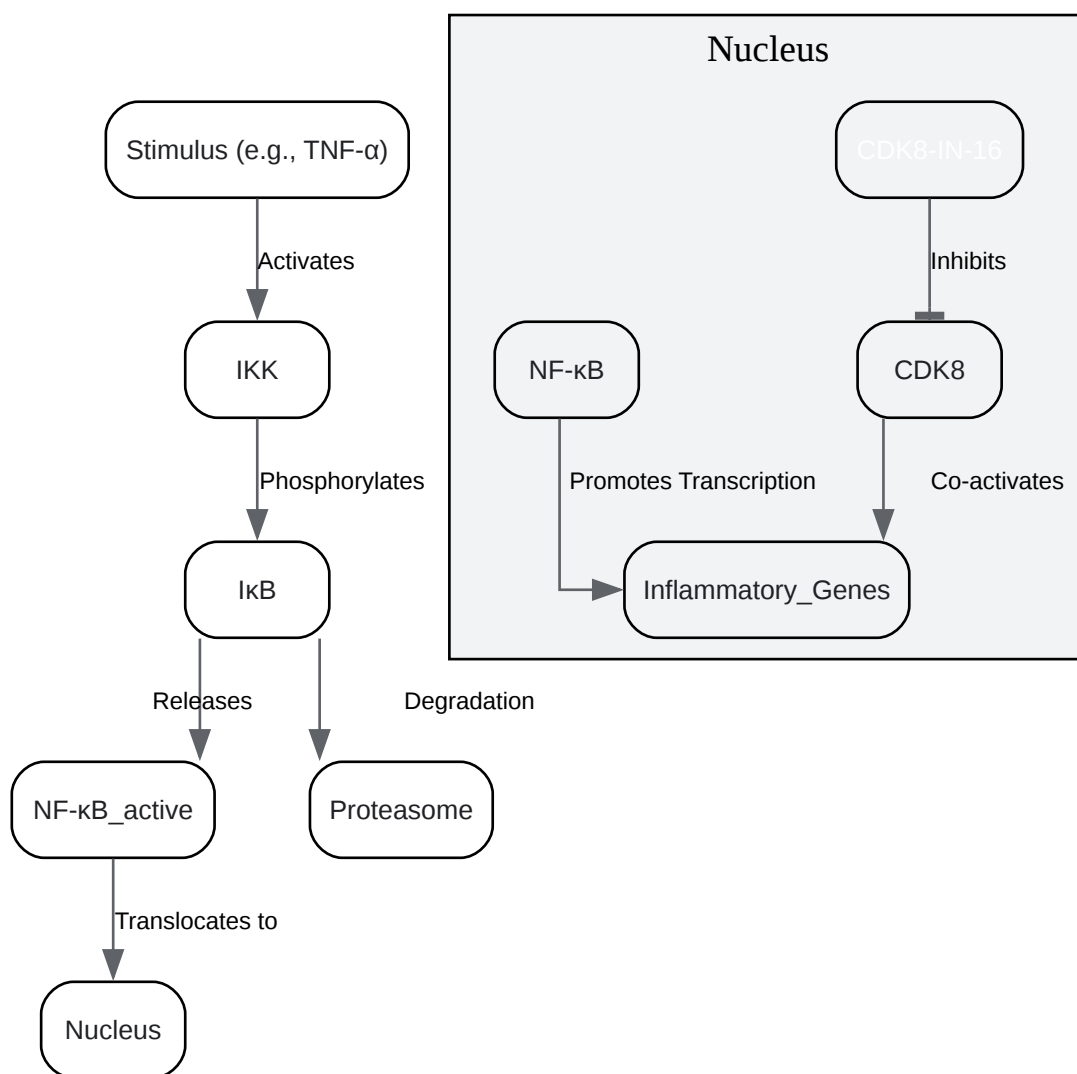 Nucleus
Stimulus (e.g., TNF-α)
CDK8-IN-16
Activates
Inhibits
IKK
NF-κB
CDK8
Phosphorylates
Promotes Transcription
Co-activates
IκB
Inflammatory_Genes
Releases
Degradation
NF-κB_active
Proteasome
Translocates to
Nucleus